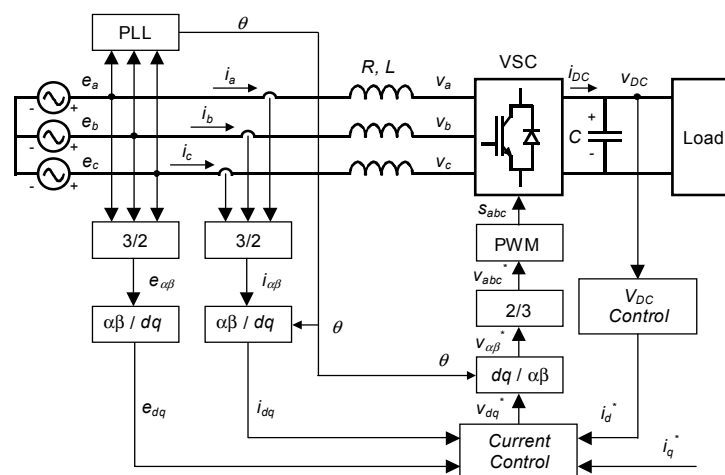 PLL
θ
VSC
R, L
e_a
i_a
v_a
i_DC
v_DC
- +
e_b
i_b
v_b
+
C
-
Load
- +
e_c
i_c
v_c
- +
s_abc
3/2
3/2
PWM
e_αβ
i_αβ
v_abc*
2/3
V_DC
Control
αβ / dq
αβ / dq
θ
v_αβ*
θ
dq / αβ
e_dq
i_dq
v_dq*
i_d*
Current
Control
i_q*